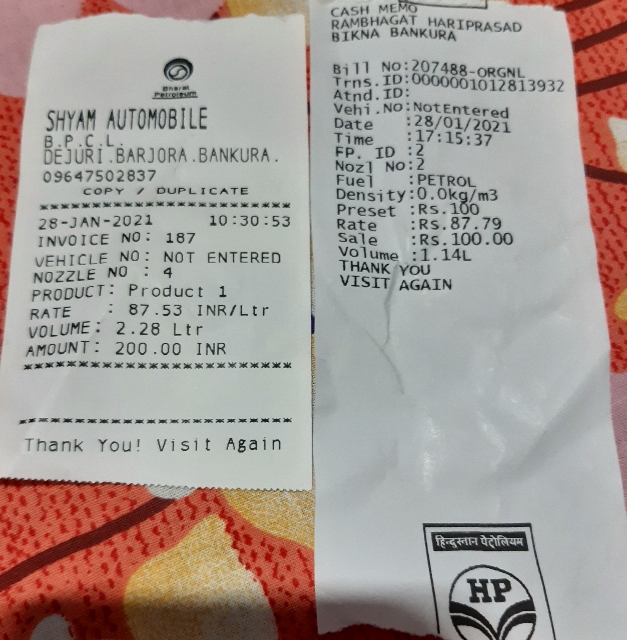 Bharat
Petroleum
SHYAM AUTOMOBILE
B.P.C.L.
DEJURI.BARJORA.BANKURA.
09647502837
COPY / DUPLICATE
28-JAN-2021 10:30:53
INVOICE NO: 187
VEHICLE NO: NOT ENTERED
NOZZLE NO : 4
PRODUCT: Product 1
RATE : 87.53 INR/Ltr
VOLUME: 2.28 Ltr
AMOUNT: 200.00 INR
Thank You! Visit Again
CASH MEMO
RAMBHAGAT HARIPRASAD
BIKNA BANKURA
Bill No:207488-ORGNL
Trns.ID:0000001012813932
Atnd.ID:
Vehi.No:NotEntered
Date :28/01/2021
Time :17:15:37
FP. ID :2
Nozl No:2
Fuel :PETROL
Density:0.0kg/m3
Preset :Rs.100
Rate :Rs.87.79
Sale :Rs.100.00
Volume :1.14L
THANK YOU
VISIT AGAIN
हिन्दुस्तान पेट्रोलियम
HP